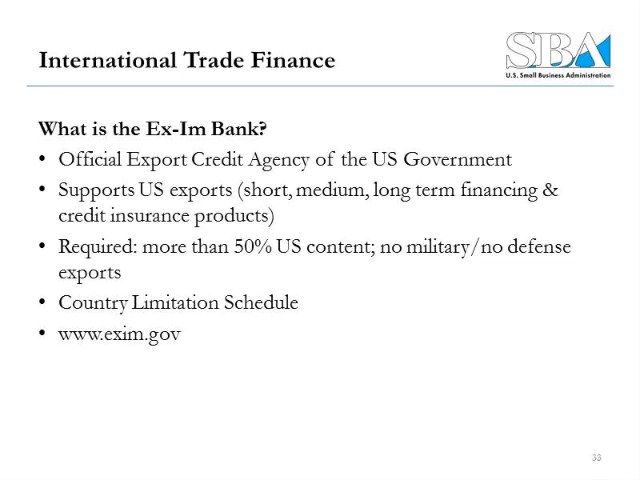 International Trade Finance
SBA
U.S. Small Business Administration
What is the Ex-Im Bank?
• Official Export Credit Agency of the US Government
• Supports US exports (short, medium, long term financing &
credit insurance products)
• Required: more than 50% US content; no military/no defense
exports
• Country Limitation Schedule
• www.exim.gov
33